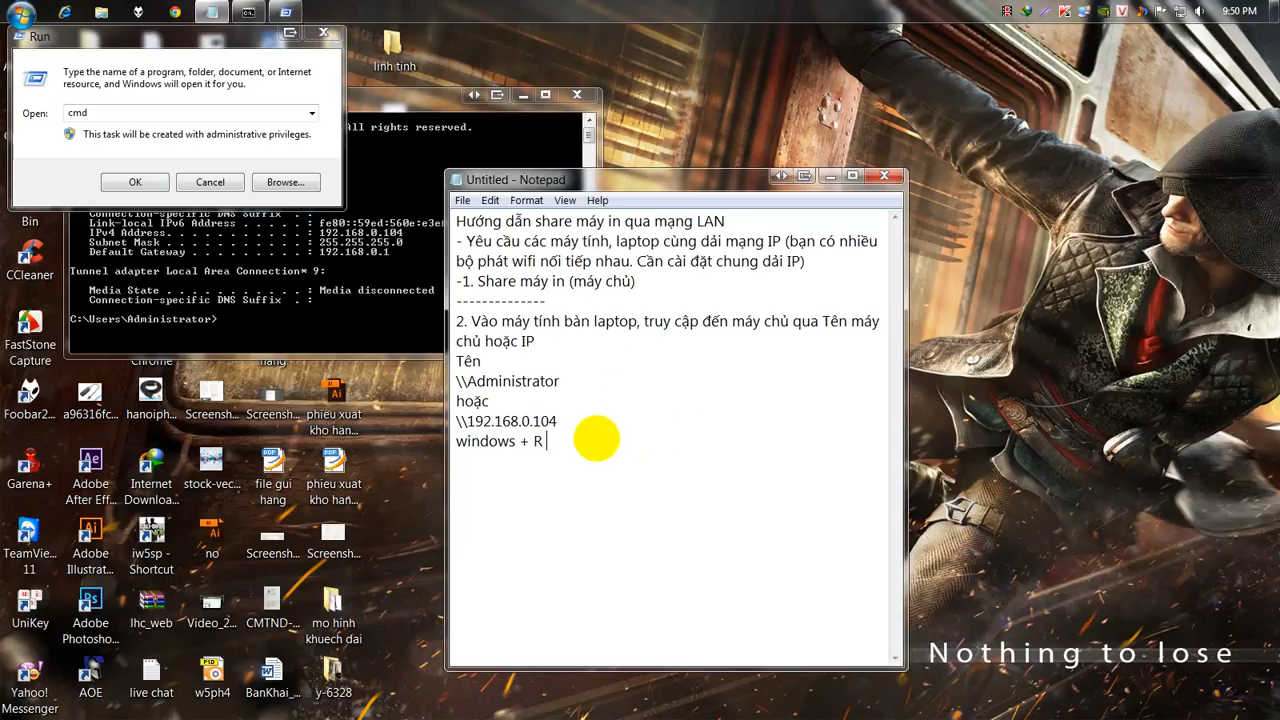 9:50 PM
Run
Type the name of a program, folder, document, or Internet
resource, and Windows will open it for you.
Open:
cmd
This task will be created with administrative privileges.
OK
Cancel
Browse...
linh tinh
All rights reserved.
Connection-specific DNS Suffix . :
Link-local IPv6 Address . . . . . : fe80::59ed:560e:e3ef
IPv4 Address. . . . . . . . . . . : 192.168.0.104
Subnet Mask . . . . . . . . . . . : 255.255.255.0
Default Gateway . . . . . . . . . : 192.168.0.1
Tunnel adapter Local Area Connection* 9:
Media State . . . . . . . . . . . : Media disconnected
Connection-specific DNS Suffix . :
C:\Users\Administrator>
Untitled - Notepad
File Edit Format View Help
Hướng dẫn share máy in qua mạng LAN
- Yêu cầu các máy tính, laptop cùng dải mạng IP (bạn có nhiều
bộ phát wifi nối tiếp nhau. Cần cài đặt chung dải IP)
-1. Share máy in (máy chủ)
--------------
2. Vào máy tính bàn laptop, truy cập đến máy chủ qua Tên máy
chủ hoặc IP
Tên
\\Administrator
hoặc
\\192.168.0.104
windows + R
Bin
CCleaner
FastStone
Capture
Chrome
hang
Foobar2...
a96316fc...
hanoiph...
Screensh...
Screensh...
phieu xuat
kho han...
Garena+
Adobe
After Eff...
Internet
Downloa...
stock-vec...
file gui
hang
phieu xuat
kho han...
TeamVie...
11
Adobe
Illustrat...
iw5sp -
Shortcut
no
Screensh...
Screensh...
UniKey
Adobe
Photosho...
lhc_web
Video_2...
CMTND-...
mo hinh
khuech dai
Yahoo!
Messenger
AOE
live chat
w5ph4
BanKhai_...
y-6328
Nothing to lose